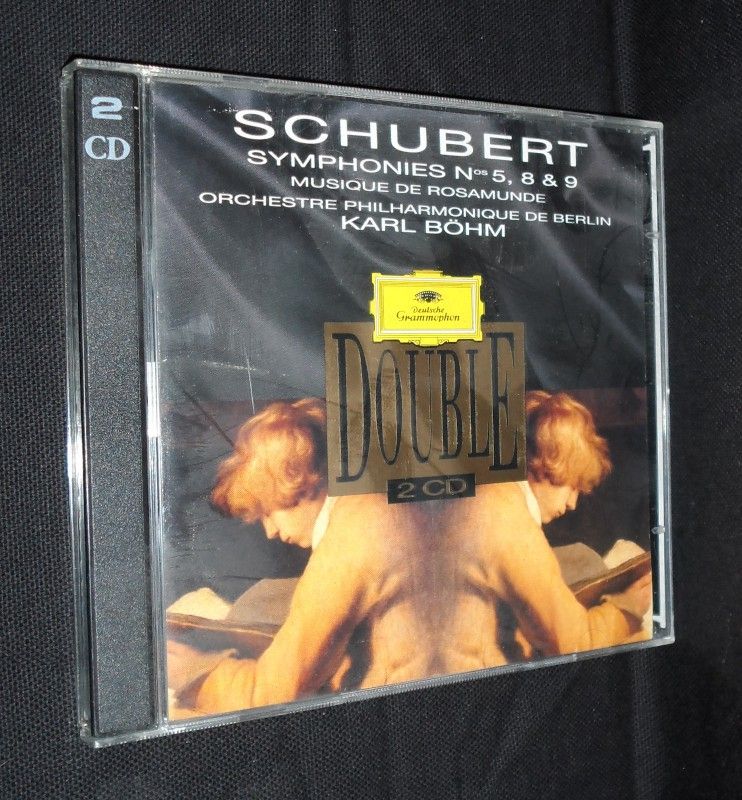 2
CD
SCHUBERT
SYMPHONIES Nos 5, 8 & 9
MUSIQUE DE ROSAMUNDE
ORCHESTRE PHILHARMONIQUE DE BERLIN
KARL BÖHM
Deutsche
Grammophon
DOUBLE
2 CD